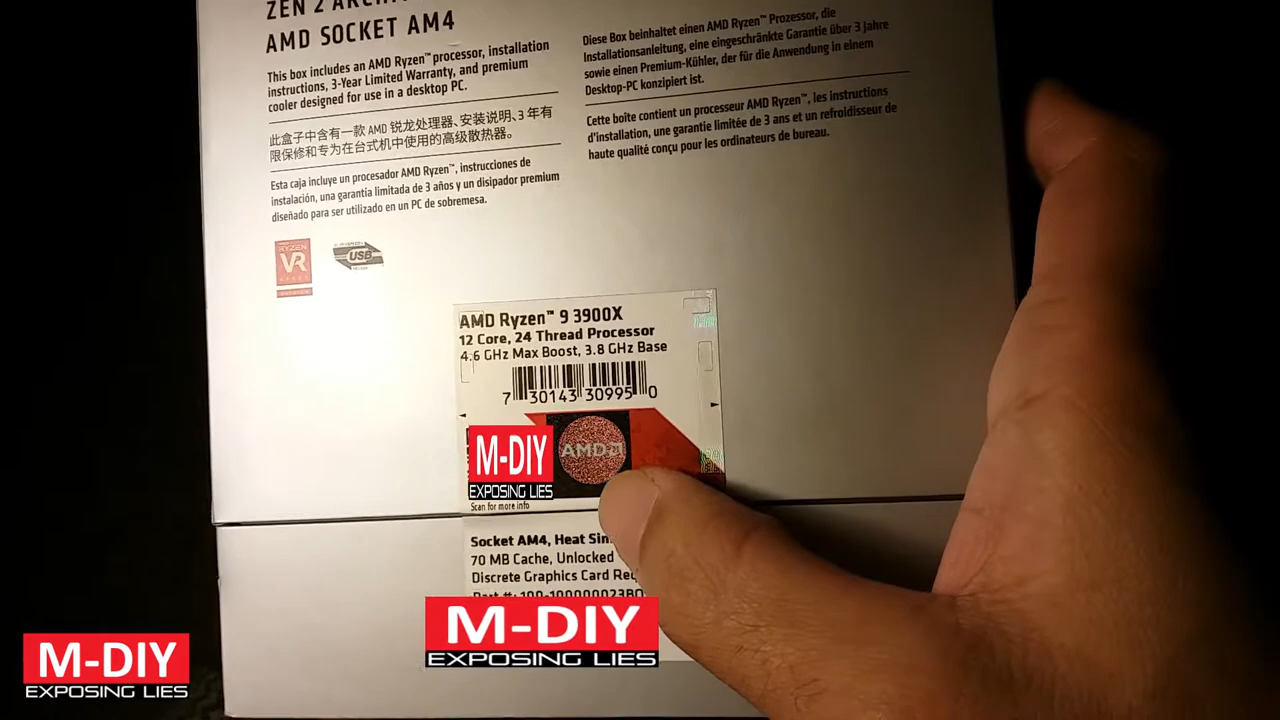 ZEN 2
AMD SOCKET AM4
This box includes an AMD Ryzen™ processor, installation
instructions, 3-Year Limited Warranty, and premium
cooler designed for use in a desktop PC.
此盒子中含有一款 AMD 锐龙处理器、安装说明、3 年有
限保修和专为在台式机中使用的高级散热器。
Esta caja incluye un procesador AMD Ryzen™, instrucciones de
instalación, una garantía limitada de 3 años y un disipador premium
diseñado para ser utilizado en un PC de sobremesa.
Diese Box beinhaltet einen AMD Ryzen™ Prozessor, die
Installationsanleitung, eine eingeschränkte Garantie über 3 Jahre
sowie einen Premium-Kühler, der für die Anwendung in einem
Desktop-PC konzipiert ist.
Cette boîte contient un processeur AMD Ryzen™, les instructions
d'installation, une garantie limitée de 3 ans et un refroidisseur de
haute qualité conçu pour les ordinateurs de bureau.
RYZEN
VR
USB
AMD Ryzen™ 9 3900X
12 Core, 24 Thread Processor
4.6 GHz Max Boost, 3.8 GHz Base
7 30143 30995 0
AMD
M-DIY
EXPOSING LIES
Scan for more info
Socket AM4, Heat
70 MB Cache, Unlocked
Discrete Graphics Card
Part #: 100-100000023BO
M-DIY
EXPOSING LIES
M-DIY
EXPOSING LIES